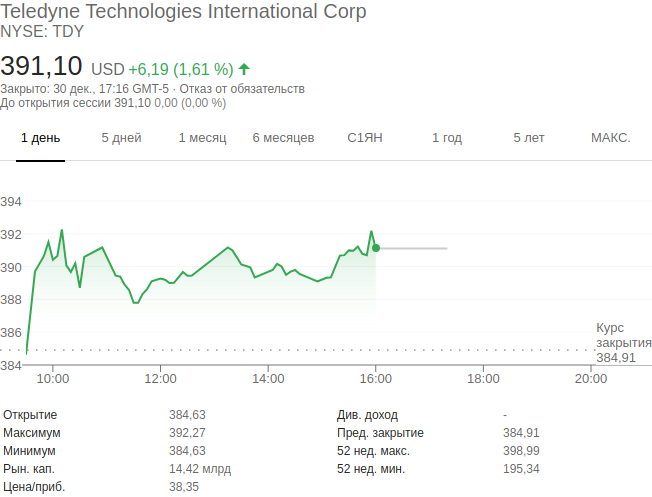 Teledyne Technologies International Corp
NYSE: TDY
391,10 USD +6,19 (1,61 %)
Закрыто: 30 дек., 17:16 GMT-5 · Отказ от обязательств
До открытия сессии 391,10 0,00 (0,00 %)
1 день 5 дней 1 месяц 6 месяцев С1ЯН 1 год 5 лет МАКС.
394
392
390
388
386
Курс
закрытия
384,91
384
10:00 12:00 14:00 16:00 18:00 20:00
Открытие 384,63 Див. доход -
Максимум 392,27 Пред. закрытие 384,91
Минимум 384,63 52 нед. макс. 398,99
Рын. кап. 14,42 млрд 52 нед. мин. 195,34
Цена/приб. 38,35